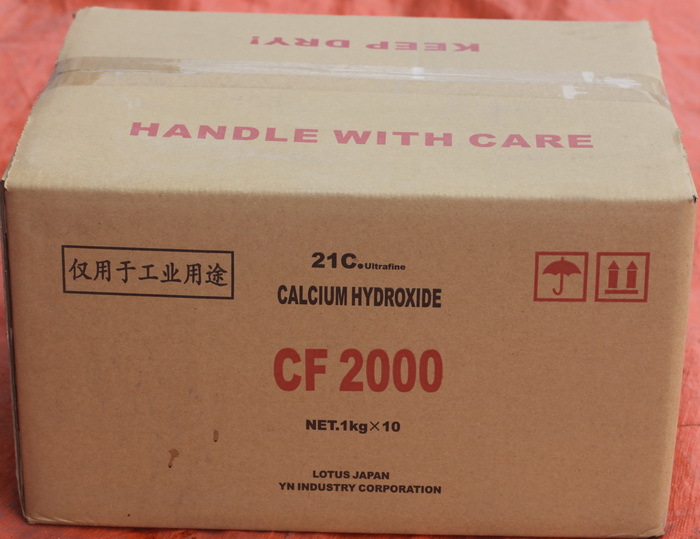 KEEP DRY!
HANDLE WITH CARE
仅用于工业用途
21C.Ultrafine
CALCIUM HYDROXIDE
CF 2000
NET.1kg×10
LOTUS JAPAN
YN INDUSTRY CORPORATION